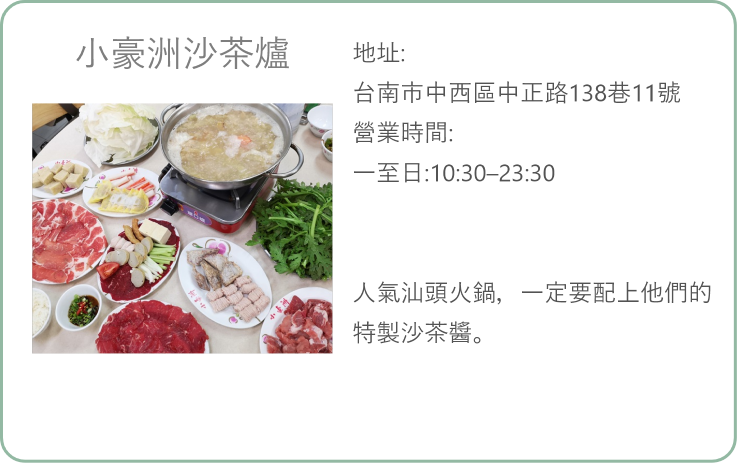 小豪洲沙茶爐
地址:
台南市中西區中正路138巷11號
營業時間:
一至日:10:30–23:30
人氣汕頭火鍋，一定要配上他們的
特製沙茶醬。